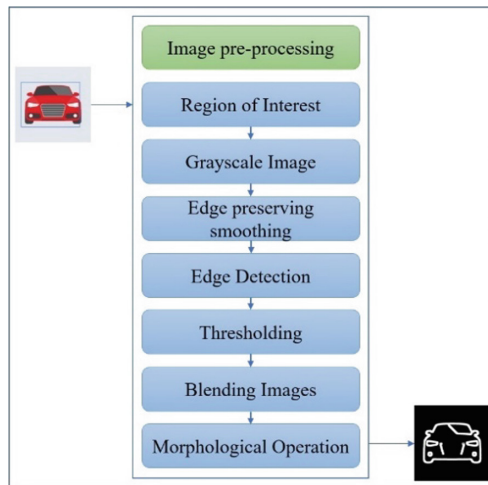 Image pre-processing
Region of Interest
Grayscale Image
Edge preserving
smoothing
Edge Detection
Thresholding
Blending Images
Morphological Operation